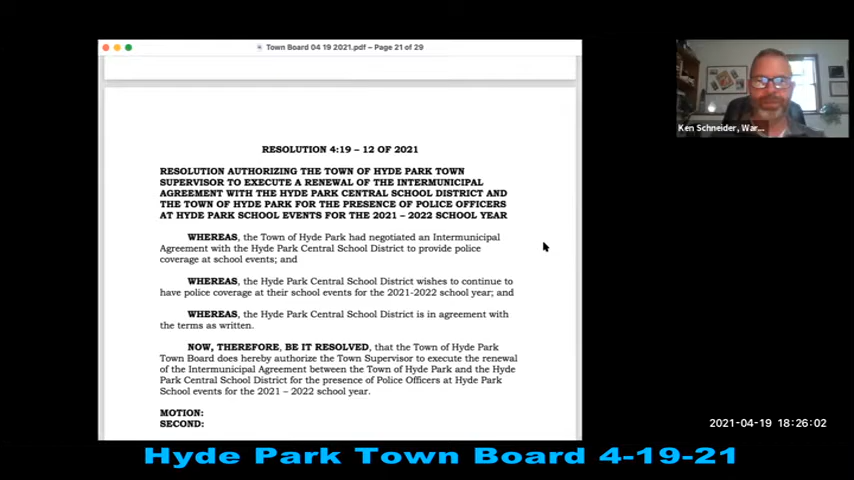 Town Board 04 19 2021.pdf – Page 21 of 29
RESOLUTION 4:19 – 12 OF 2021
RESOLUTION AUTHORIZING THE TOWN OF HYDE PARK TOWN
SUPERVISOR TO EXECUTE A RENEWAL OF THE INTERMUNICIPAL
AGREEMENT WITH THE HYDE PARK CENTRAL SCHOOL DISTRICT AND
THE TOWN OF HYDE PARK FOR THE PRESENCE OF POLICE OFFICERS
AT HYDE PARK SCHOOL EVENTS FOR THE 2021 – 2022 SCHOOL YEAR
WHEREAS, the Town of Hyde Park had negotiated an Intermunicipal
Agreement with the Hyde Park Central School District to provide police
coverage at school events; and
WHEREAS, the Hyde Park Central School District wishes to continue to
have police coverage at their school events for the 2021-2022 school year; and
WHEREAS, the Hyde Park Central School District is in agreement with
the terms as written.
NOW, THEREFORE, BE IT RESOLVED, that the Town of Hyde Park
Town Board does hereby authorize the Town Supervisor to execute the renewal
of the Intermunicipal Agreement between the Town of Hyde Park and the Hyde
Park Central School District for the presence of Police Officers at Hyde Park
School events for the 2021 – 2022 school year.
MOTION:
SECOND:
Ken Schneider, War...
2021-04-19 18:26:02
Hyde Park Town Board 4-19-21